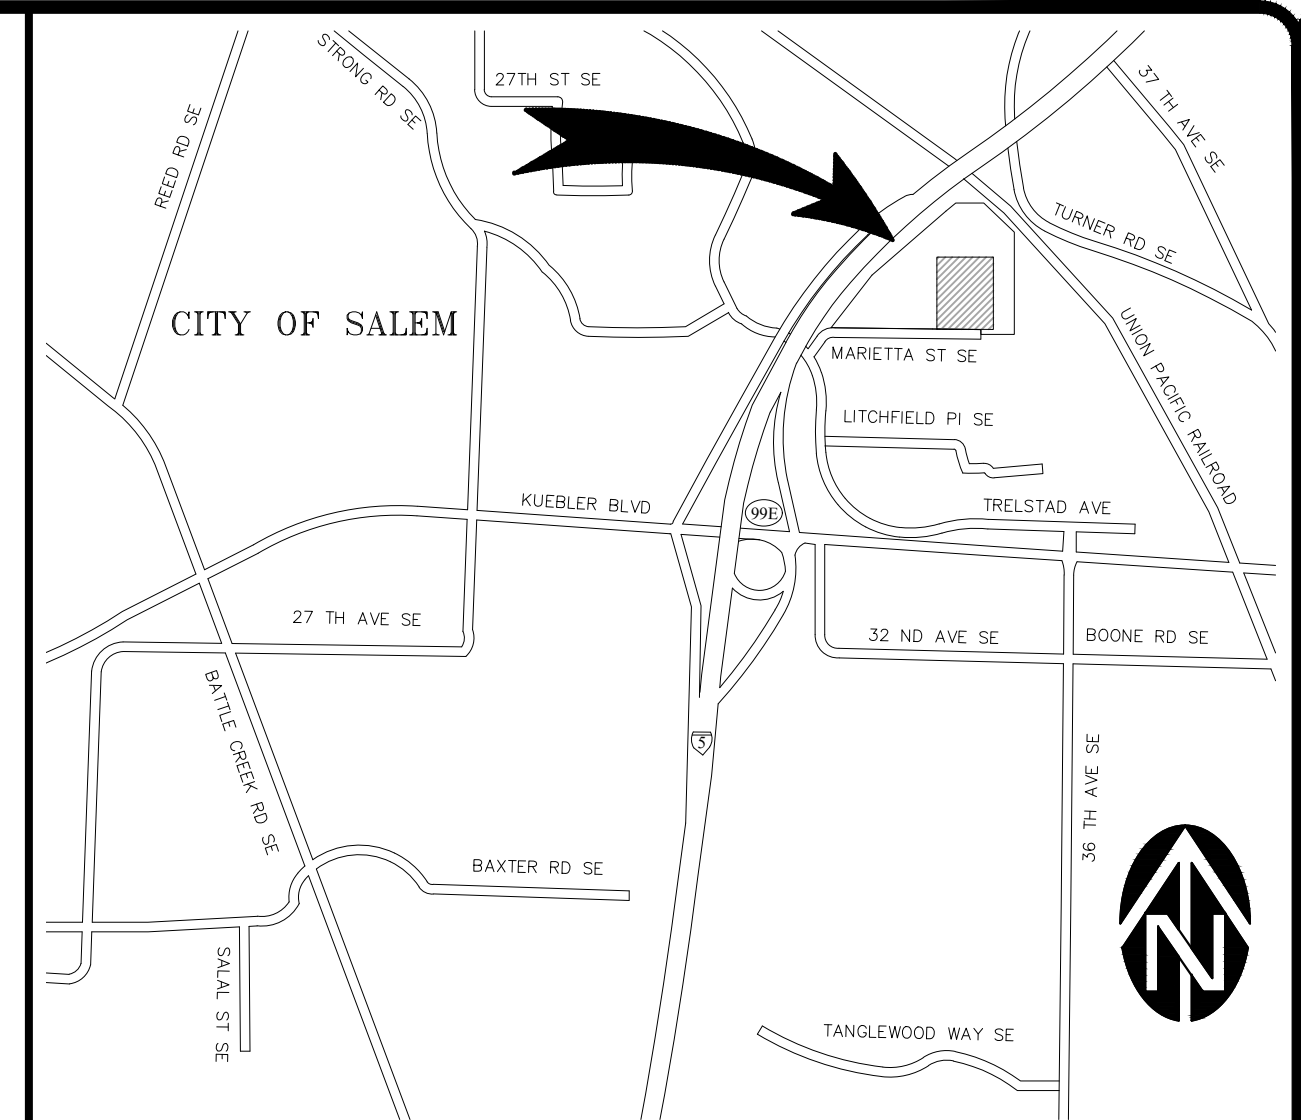 STRONG RD SE
27TH ST SE
37 TH AVE SE
REED RD SE
TURNER RD SE
CITY OF SALEM
UNION PACIFIC RAILROAD
MARIETTA ST SE
LITCHFIELD Pl SE
KUEBLER BLVD
99E
TRELSTAD AVE
27 TH AVE SE
32 ND AVE SE
BOONE RD SE
BATTLE CREEK RD SE
5
36 TH AVE SE
BAXTER RD SE
N
SALAL ST SE
TANGLEWOOD WAY SE